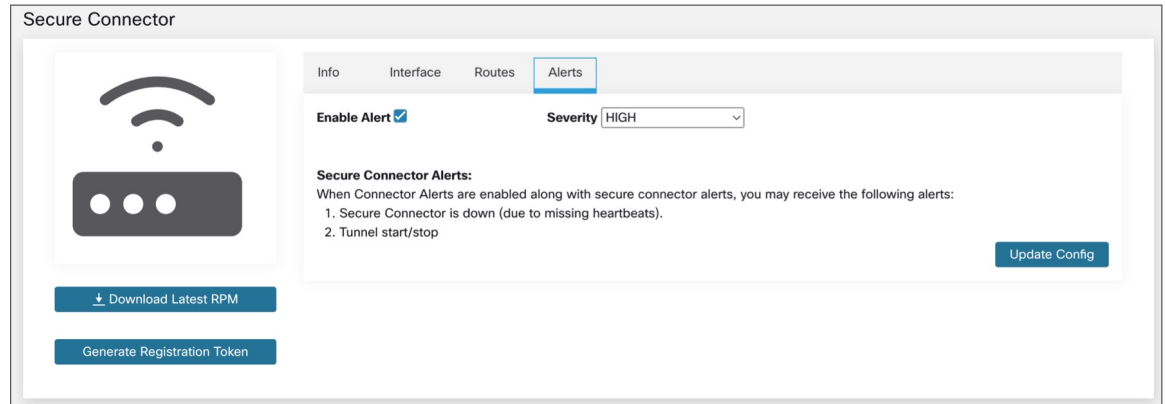 Secure Connector
Info Interface Routes Alerts
Enable Alert Severity HIGH
Secure Connector Alerts:
When Connector Alerts are enabled along with secure connector alerts, you may receive the following alerts:
1. Secure Connector is down (due to missing heartbeats).
2. Tunnel start/stop
Update Config
Download Latest RPM
Generate Registration Token